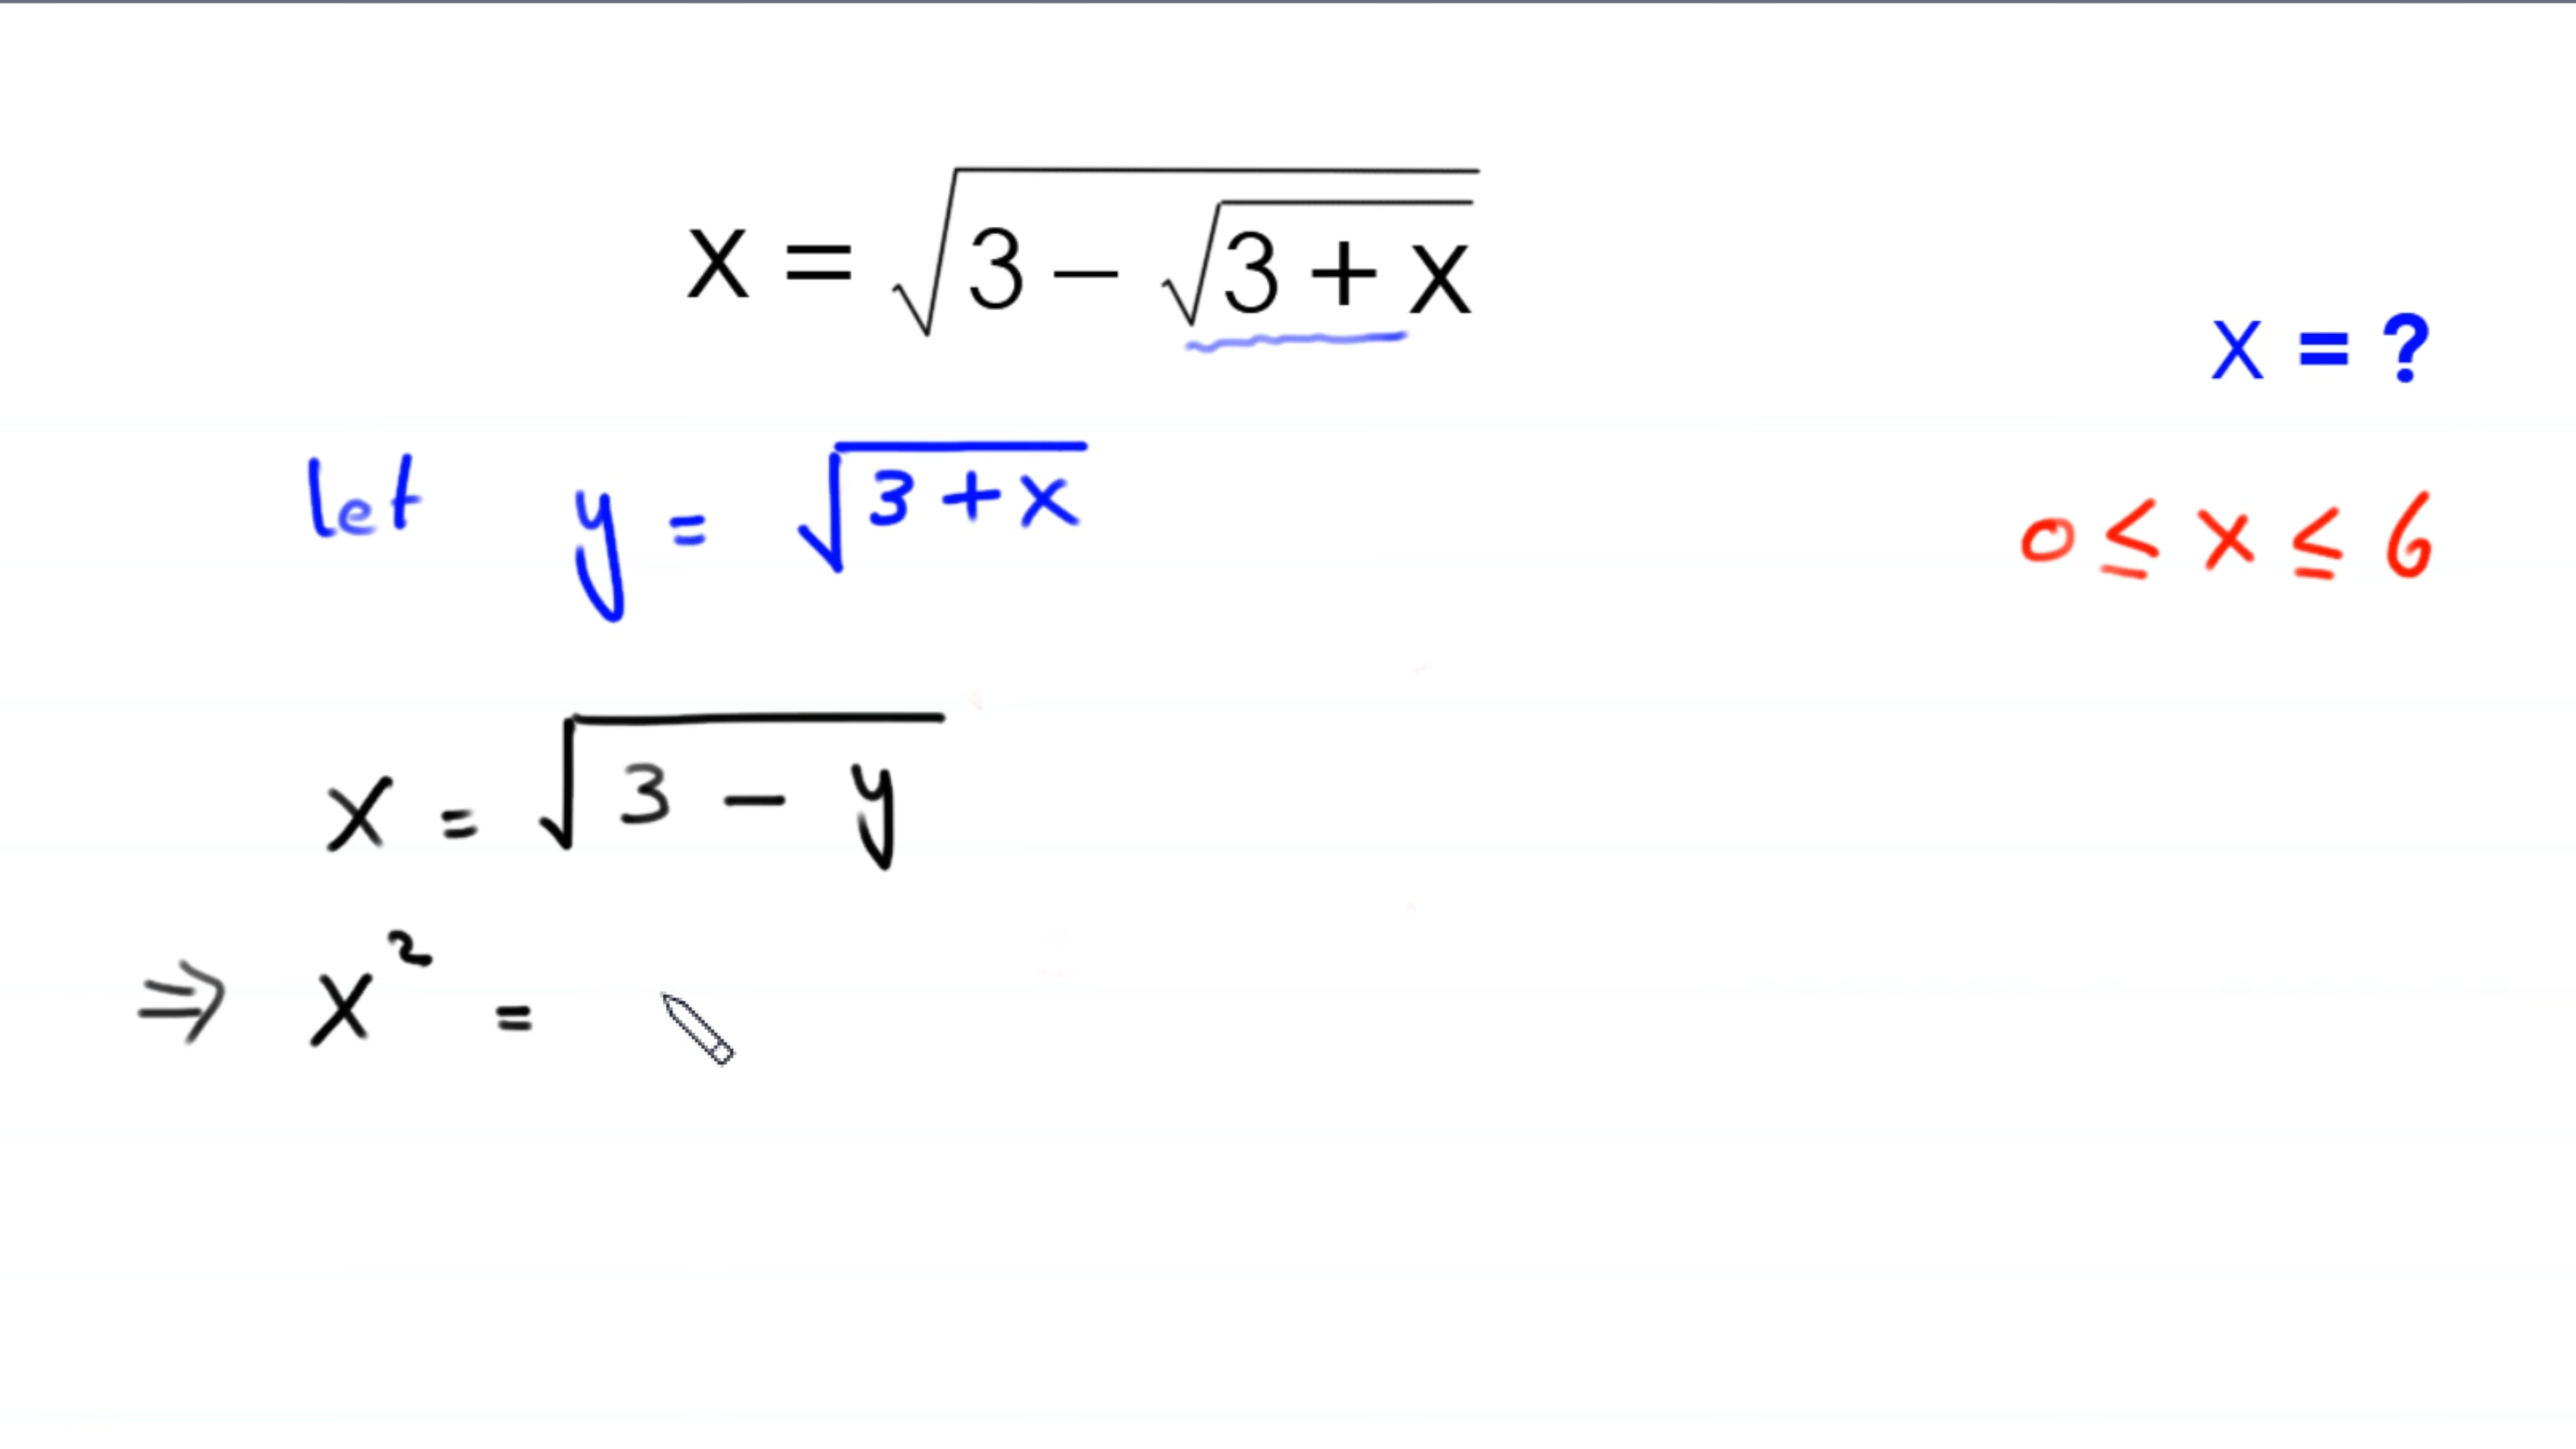 x = √(3 − √(3 + x))
x = ?
let y = √(3 + x)
0 ≤ x ≤ 6
x = √(3 − y)
⇒ x² =